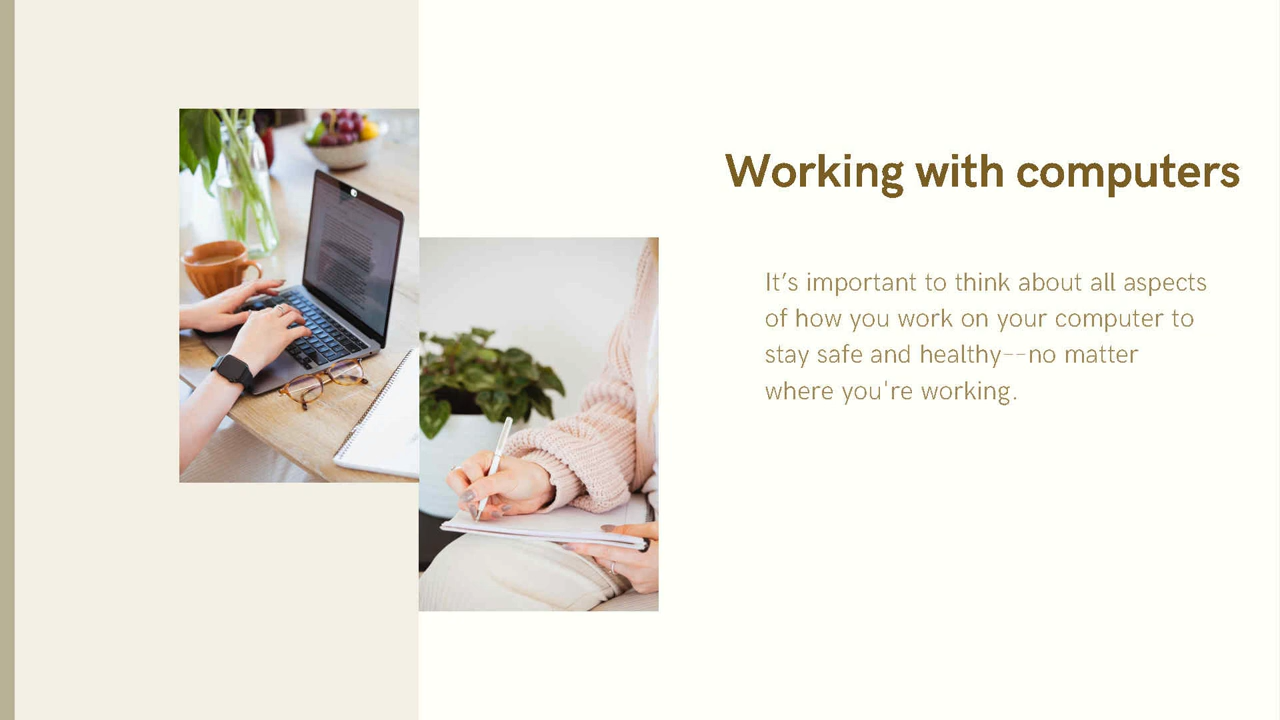 Working with computers
It’s important to think about all aspects
of how you work on your computer to
stay safe and healthy--no matter
where you're working.